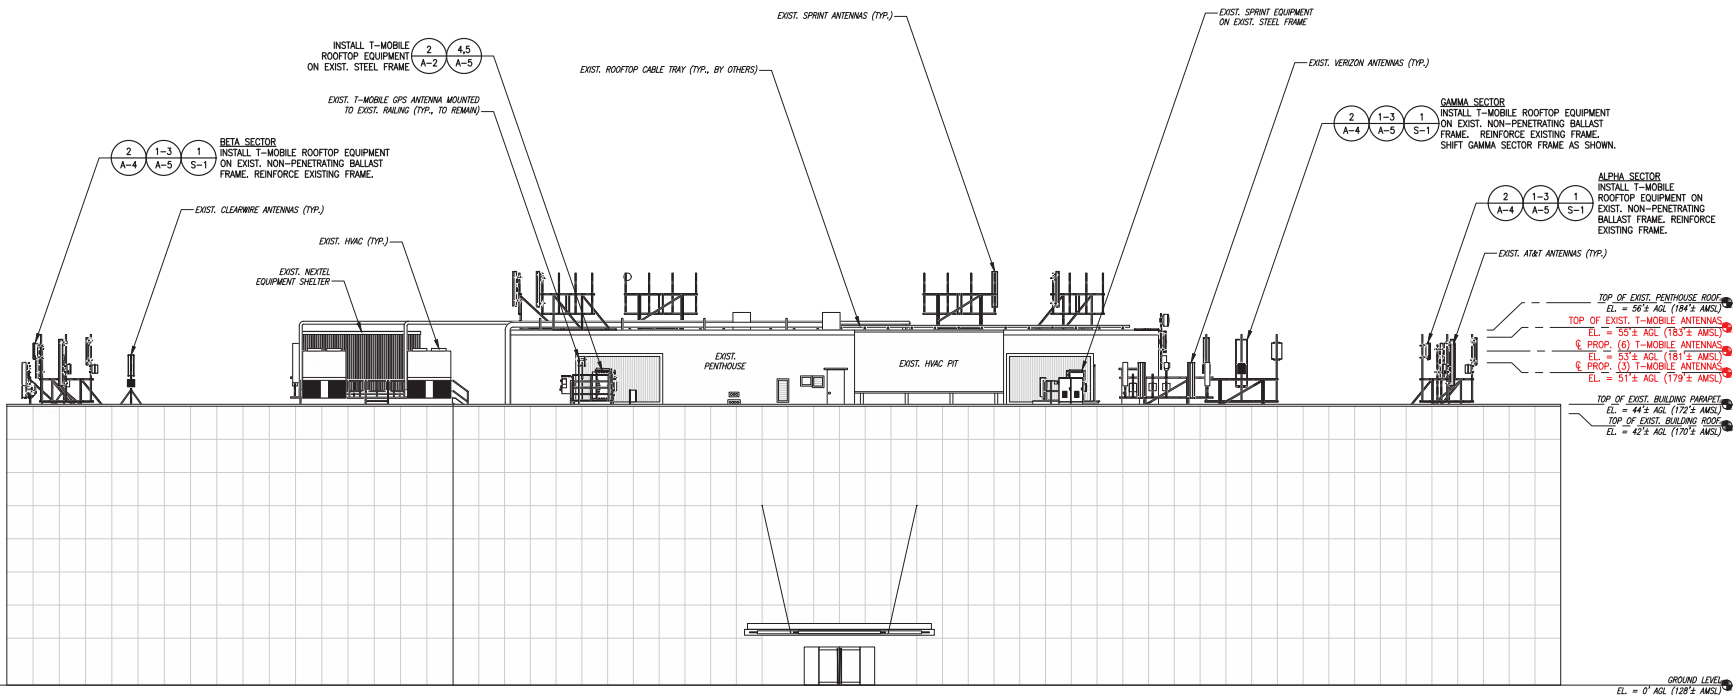 EXIST. SPRINT ANTENNAS (TYP.)
EXIST. SPRINT EQUIPMENT
ON EXIST. STEEL FRAME
INSTALL T-MOBILE
ROOFTOP EQUIPMENT
ON EXIST. STEEL FRAME
2
A-2
4,5
A-5
EXIST. ROOFTOP CABLE TRAY (TYP., BY OTHERS)
EXIST. VERIZON ANTENNAS (TYP.)
EXIST. T-MOBILE GPS ANTENNA MOUNTED
TO EXIST. RAILING (TYP., TO REMAIN)
2
A-4
1-3
A-5
1
S-1
GAMMA SECTOR
INSTALL T-MOBILE ROOFTOP EQUIPMENT
ON EXIST. NON-PENETRATING BALLAST
FRAME. REINFORCE EXISTING FRAME.
SHIFT GAMMA SECTOR FRAME AS SHOWN.
2
A-4
1-3
A-5
1
S-1
BETA SECTOR
INSTALL T-MOBILE ROOFTOP EQUIPMENT
ON EXIST. NON-PENETRATING BALLAST
FRAME. REINFORCE EXISTING FRAME.
2
A-4
1-3
A-5
1
S-1
ALPHA SECTOR
INSTALL T-MOBILE
ROOFTOP EQUIPMENT ON
EXIST. NON-PENETRATING
BALLAST FRAME. REINFORCE
EXISTING FRAME.
EXIST. CLEARWIRE ANTENNAS (TYP.)
EXIST. HVAC (TYP.)
EXIST. AT&T ANTENNAS (TYP.)
EXIST. NEXTEL
EQUIPMENT SHELTER
TOP OF EXIST. PENTHOUSE ROOF
EL. = 56'± AGL (184'± AMSL)
TOP OF EXIST. T-MOBILE ANTENNAS
EL. = 55'± AGL (183'± AMSL)
℄ PROP. (6) T-MOBILE ANTENNAS
EL. = 53'± AGL (181'± AMSL)
℄ PROP. (3) T-MOBILE ANTENNAS
EL. = 51'± AGL (179'± AMSL)
EXIST.
PENTHOUSE
EXIST. HVAC PIT
TOP OF EXIST. BUILDING PARAPET
EL. = 44'± AGL (172'± AMSL)
TOP OF EXIST. BUILDING ROOF
EL. = 42'± AGL (170'± AMSL)
GROUND LEVEL
EL. = 0' AGL (128'± AMSL)